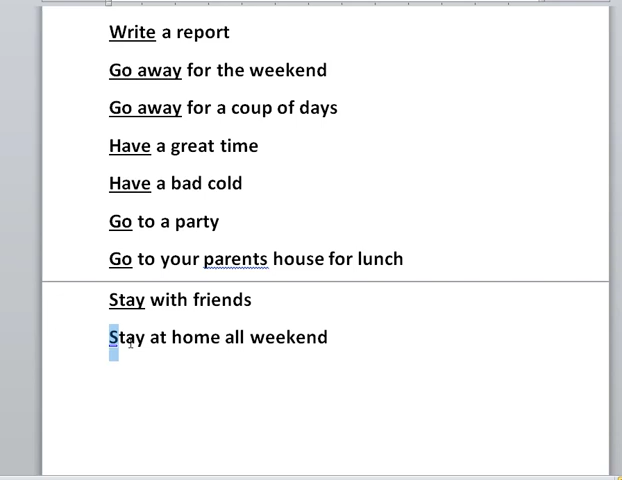 Write a report
Go away for the weekend
Go away for a coup of days
Have a great time
Have a bad cold
Go to a party
Go to your parents house for lunch
Stay with friends
Stay at home all weekend